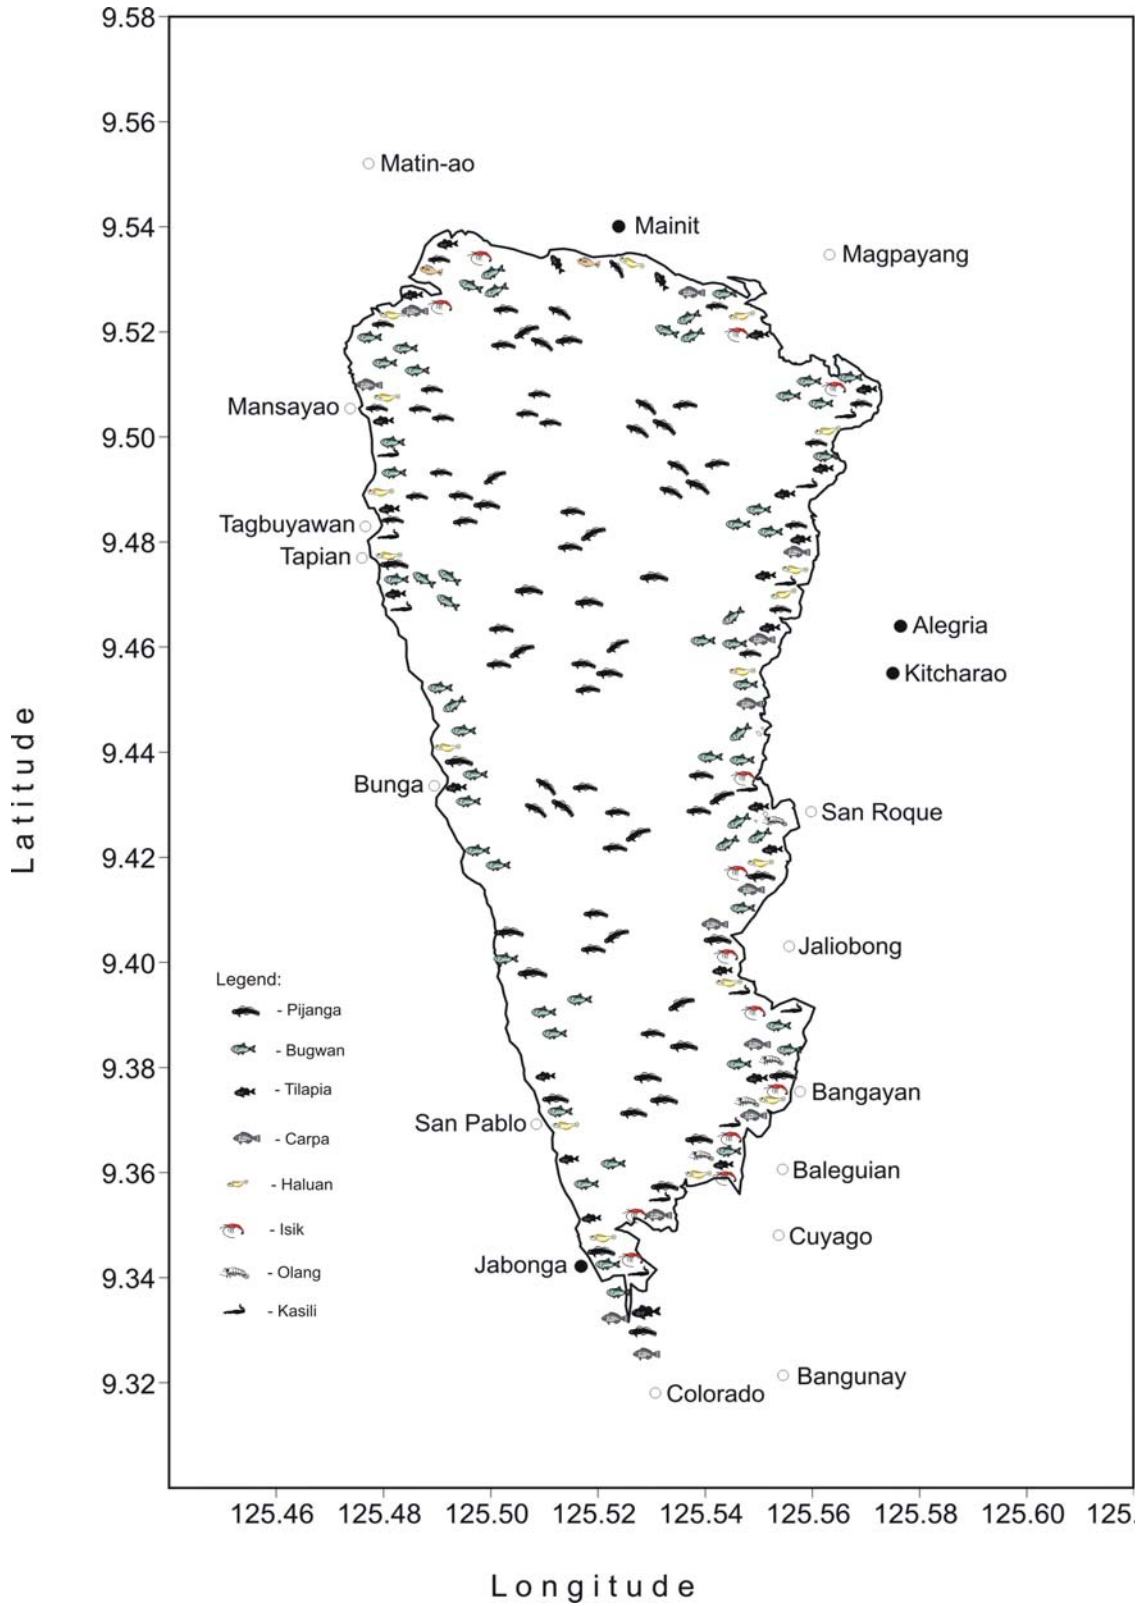 9.58
9.56
Matin-ao
9.54
Mainit
Magpayang
9.52
Mansayao
9.50
Tagbuyawan
9.48
Tapian
Alegria
9.46
Kitcharao
Latitude
9.44
Bunga
San Roque
9.42
Jaliobong
9.40
Legend:
- Pijanga
- Bugwan
9.38
- Tilapia
Bangayan
San Pablo
- Carpa
9.36
Baleguian
- Haluan
- Isik
Cuyago
Jabonga
- Olang
9.34
- Kasili
9.32
Bangunay
Colorado
125.46 125.48 125.50 125.52 125.54 125.56 125.58 125.60 125.
Longitude